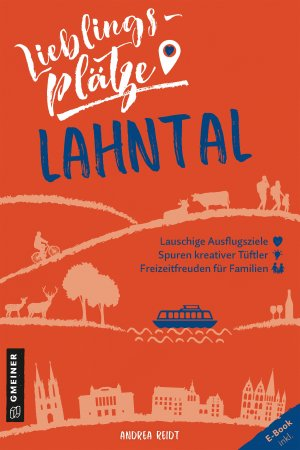 Lieblings-
plätze
LAHNTAL
Lauschige Ausflugsziele
Spuren kreativer Tüftler
Freizeitfreuden für Familien
GMEINER
ANDREA REIDT
E-Book
inkl.